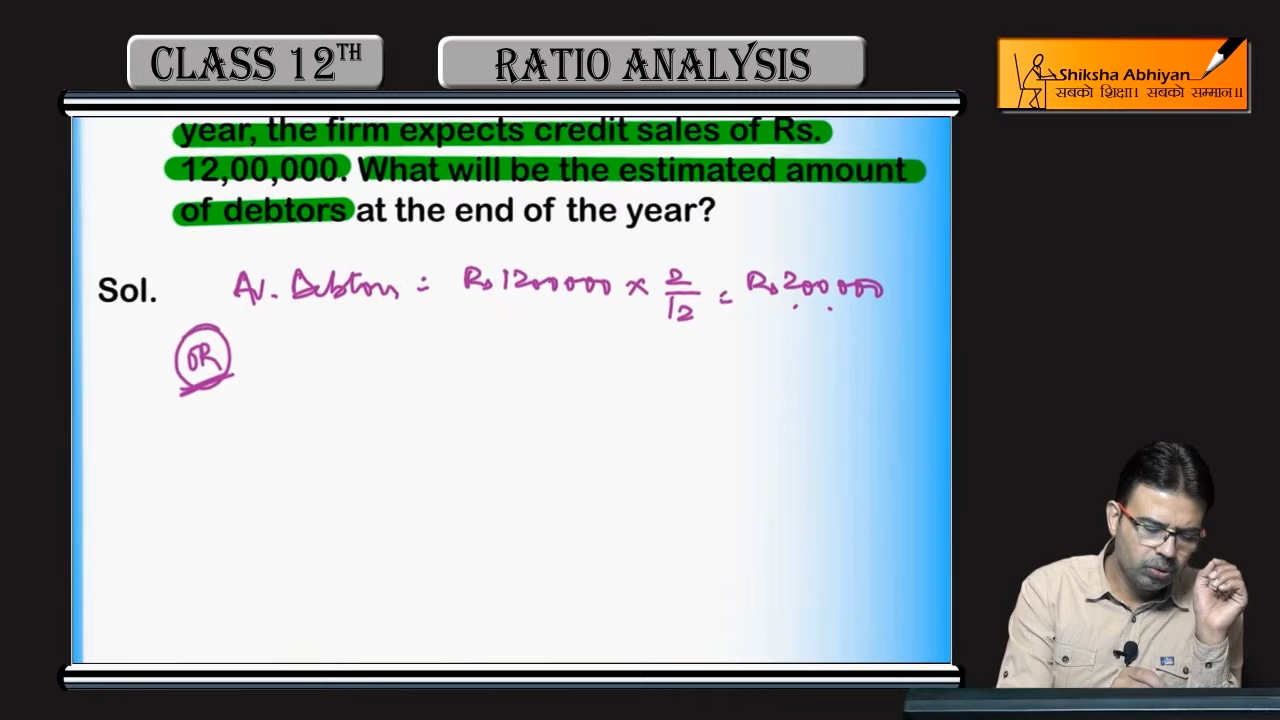 CLASS 12TH
RATIO ANALYSIS
Shiksha Abhiyan
सबको शिक्षा। सबको सम्मान।।
year, the firm expects credit sales of Rs.
12,00,000. What will be the estimated amount
of debtors at the end of the year?
Sol. Av. Debtors = Rs 1200000 × 2/12 = Rs 200000
OR